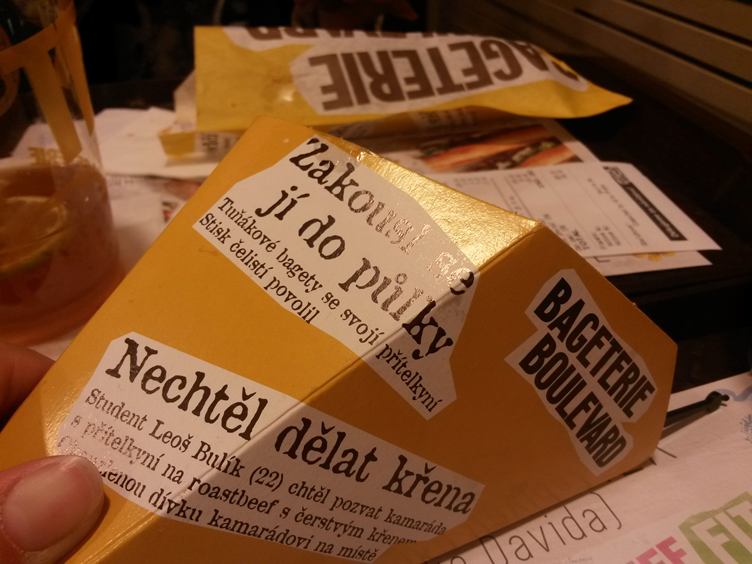 BAGETERIE
Zakousl se
jí do půlky
Tuňákové bagety se svojí přítelkyní
Stisk čelistí povolil
BAGETERIE
BOULEVARD
Nechtěl dělat křena
Student Leoš Bulík (22) chtěl pozvat kamaráda
s přítelkyní na roastbeef s čerstvým křenem
dívku kamarádovi na místě
Davida)
FIT